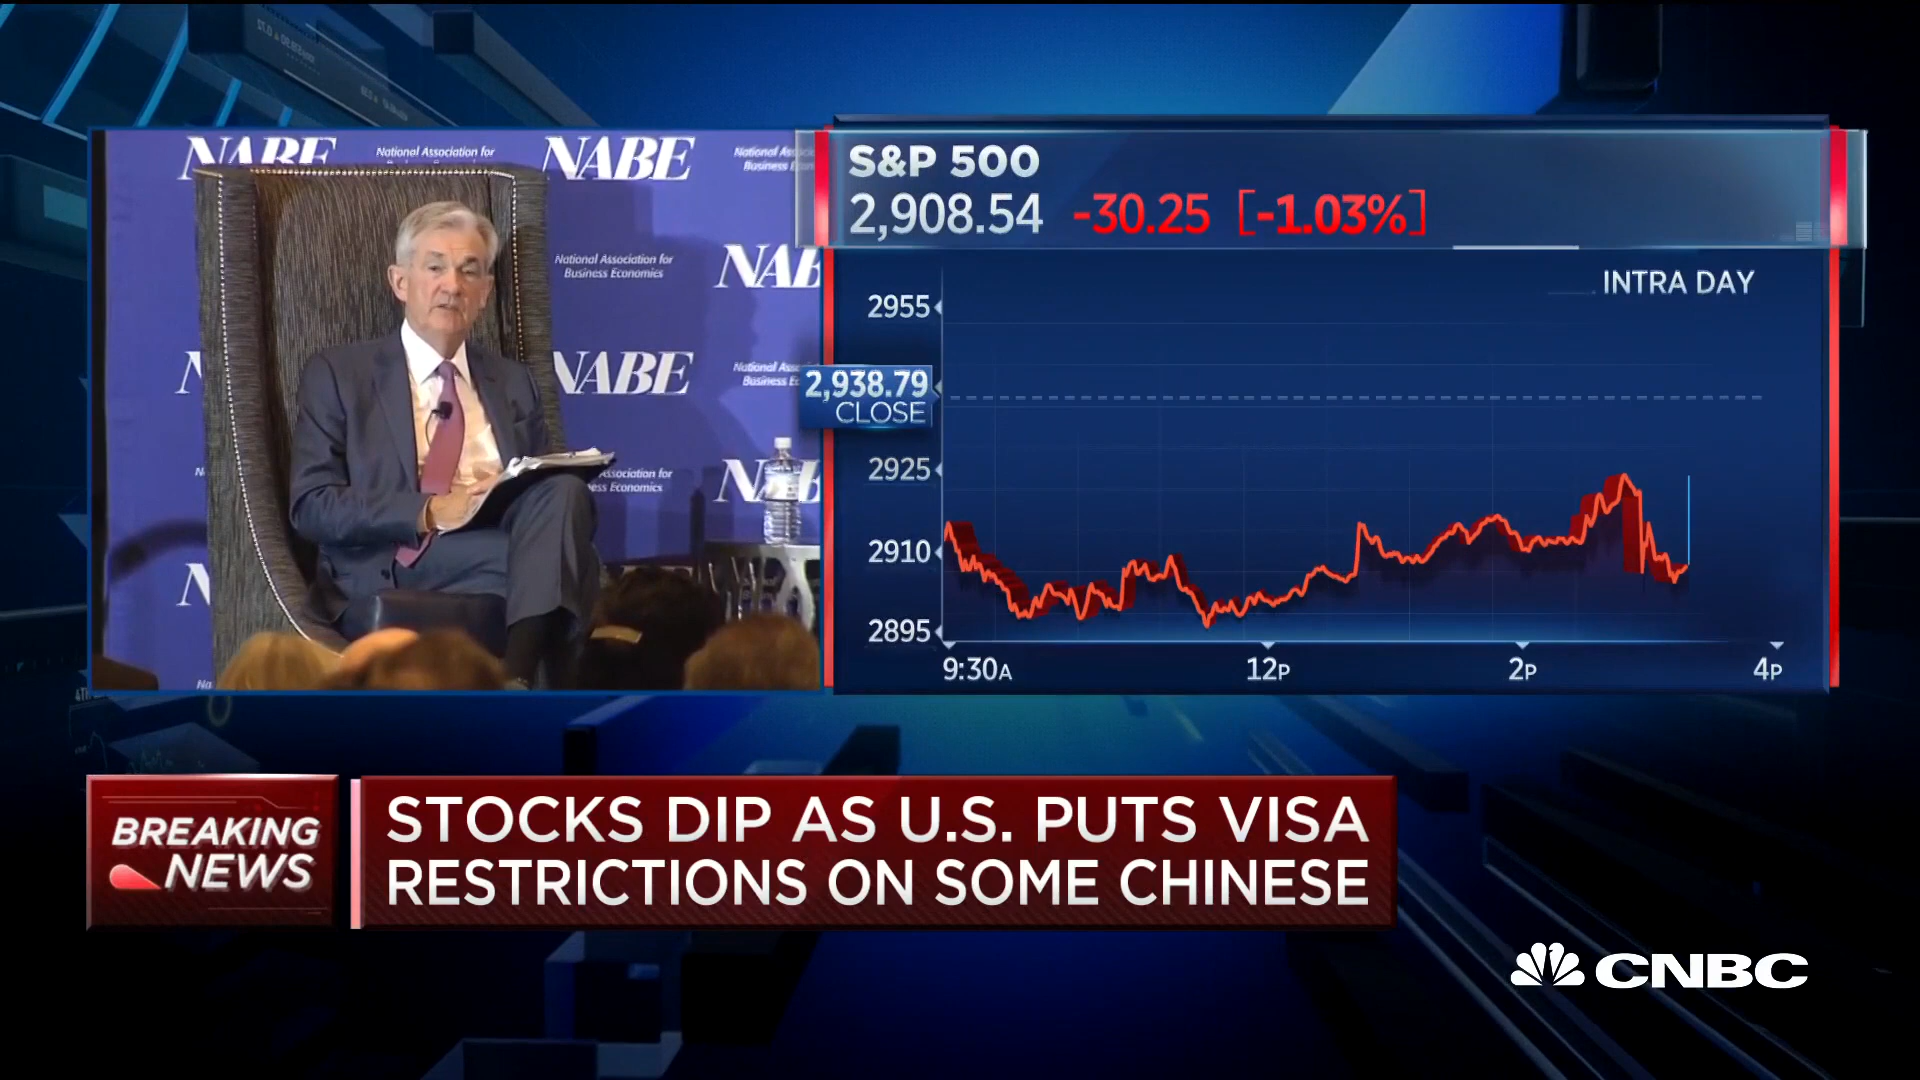 NABE
National Association for
NABE
S&P 500
2,908.54 -30.25 [-1.03%]
INTRA DAY
National Association for
Business Economics
2955
2,938.79
CLOSE
2925
2910
2895
9:30A 12P 2P 4P
NABE
BREAKING
NEWS
STOCKS DIP AS U.S. PUTS VISA
RESTRICTIONS ON SOME CHINESE
CNBC